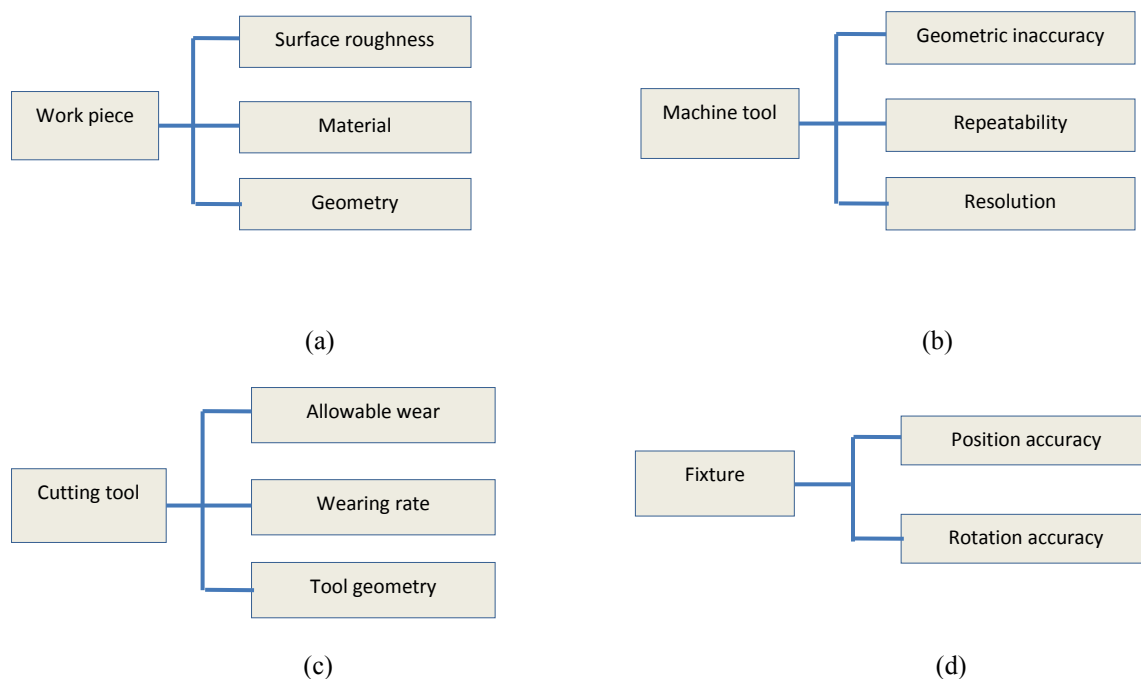 Surface roughness
Work piece
Material
Geometry
(a)
Geometric inaccuracy
Machine tool
Repeatability
Resolution
(b)
Allowable wear
Cutting tool
Wearing rate
Tool geometry
(c)
Position accuracy
Fixture
Rotation accuracy
(d)